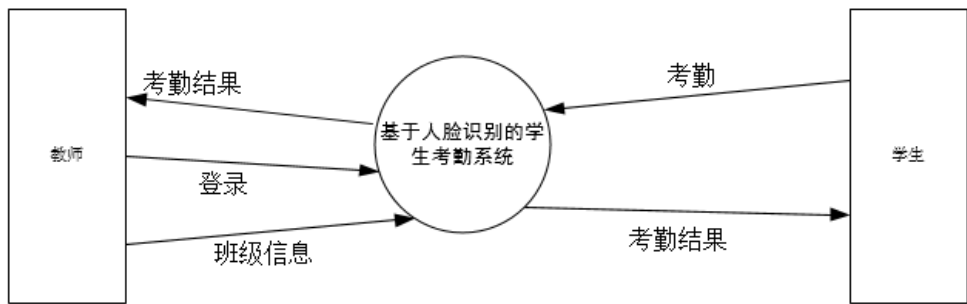 考勤结果
考勤
基于人脸识别的学
生考勤系统
教师
学生
登录
班级信息
考勤结果